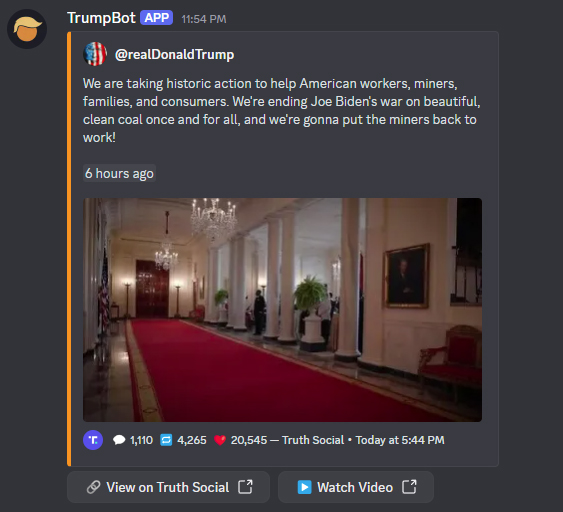 TrumpBot APP 11:54 PM
@realDonaldTrump
We are taking historic action to help American workers, miners,
families, and consumers. We're ending Joe Biden's war on beautiful,
clean coal once and for all, and we're gonna put the miners back to
work!
6 hours ago
T. 1,110 4,265 20,545 — Truth Social • Today at 5:44 PM
View on Truth Social
Watch Video